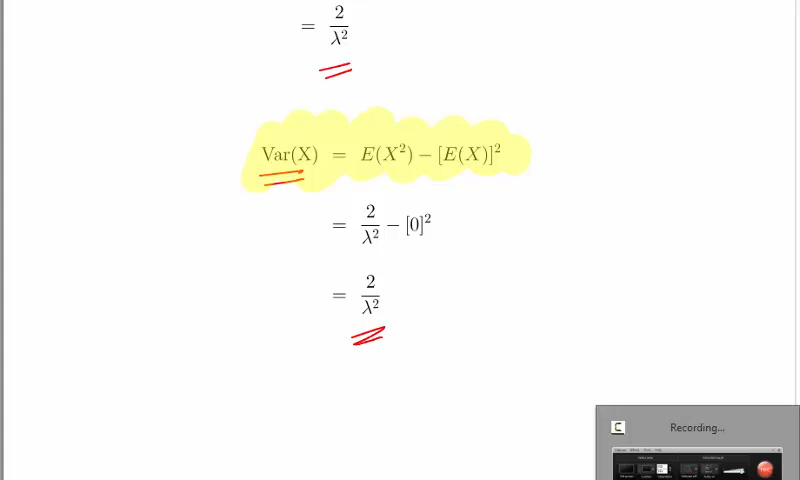 = 2/λ²
Var(X) = E(X²) − [E(X)]²
= 2/λ² − [0]²
= 2/λ²
Recording...